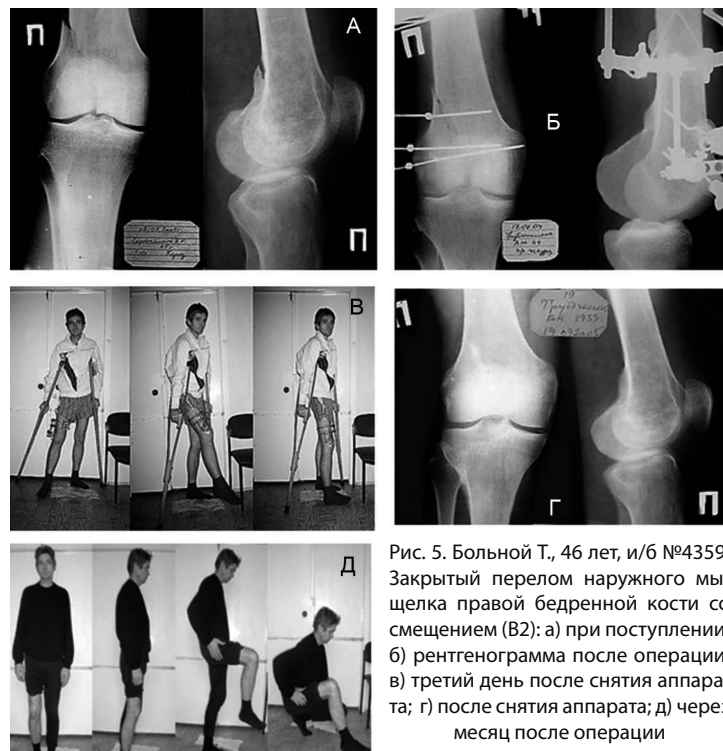 П
А
П
П
Б
В
П
Г
П
Д
Рис. 5. Больной Т., 46 лет, и/б №4359.
Закрытый перелом наружного мы-
щелка правой бедренной кости со
смещением (В2): а) при поступлении;
б) рентгенограмма после операции;
в) третий день после снятия аппара-
та; г) после снятия аппарата; д) через
месяц после операции